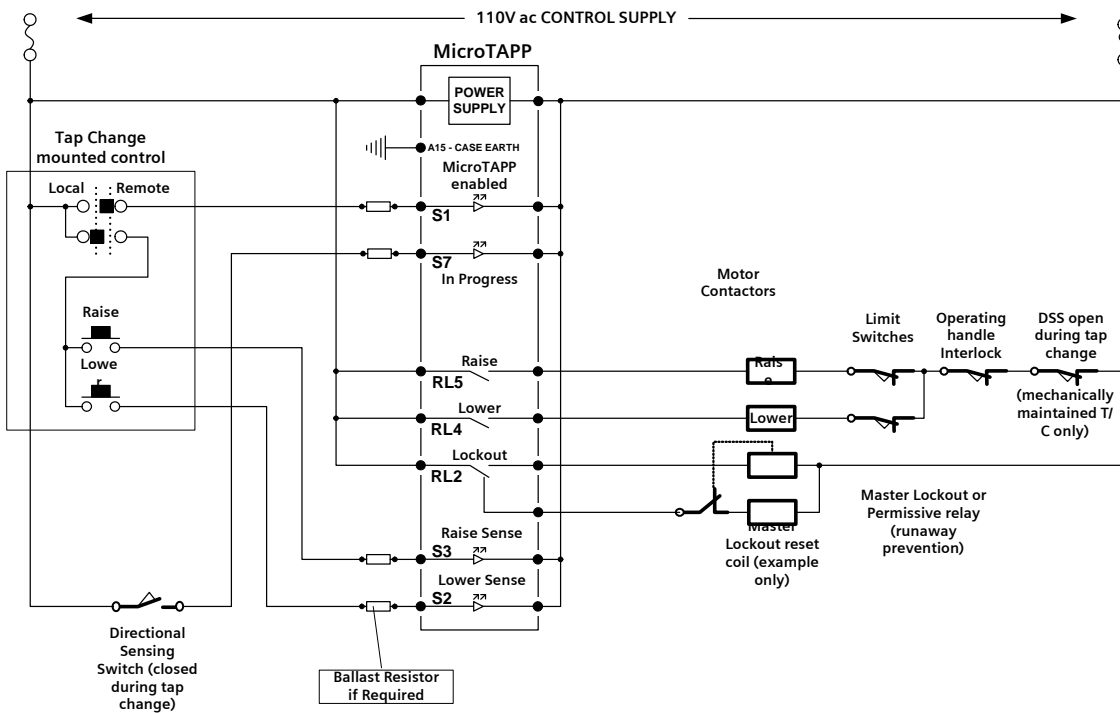 110V ac CONTROL SUPPLY
MicroTAPP
POWER
SUPPLY
A15 - CASE EARTH
MicroTAPP
enabled
S1
S7
In Progress
Tap Change
mounted control
Local
Remote
Raise
Lowe
r
Motor
Contactors
Limit
Switches
Operating
handle
Interlock
DSS open
during tap
change
(mechanically
maintained T/
C only)
Raise
RL5
Rais
e
Lower
RL4
Lower
Lockout
RL2
Master Lockout or
Permissive relay
(runaway
prevention)
Master
Lockout reset
coil (example
only)
Raise Sense
S3
Lower Sense
S2
Directional
Sensing
Switch (closed
during tap
change)
Ballast Resistor
if Required